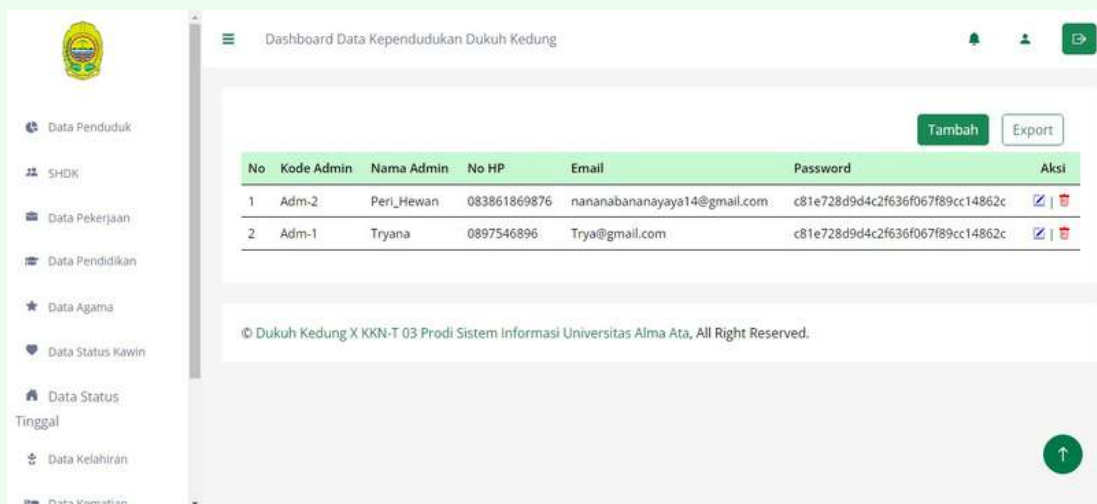 Dashboard Data Kependudukan Dukuh Kedung
Data Penduduk
SHDK
Data Pekerjaan
Data Pendidikan
Data Agama
Data Status Kawin
Data Status
Tinggal
Data Kelahiran
Data Kematian
Tambah Export
No Kode Admin Nama Admin No HP Email Password Aksi
1 Adm-2 Peri_Hewan 083861869876 nananabananayaya14@gmail.com c81e728d9d4c2f636f067f89cc14862c |
2 Adm-1 Tryana 0897546896 Trya@gmail.com c81e728d9d4c2f636f067f89cc14862c |
© Dukuh Kedung X KKN-T 03 Prodi Sistem Informasi Universitas Alma Ata, All Right Reserved.